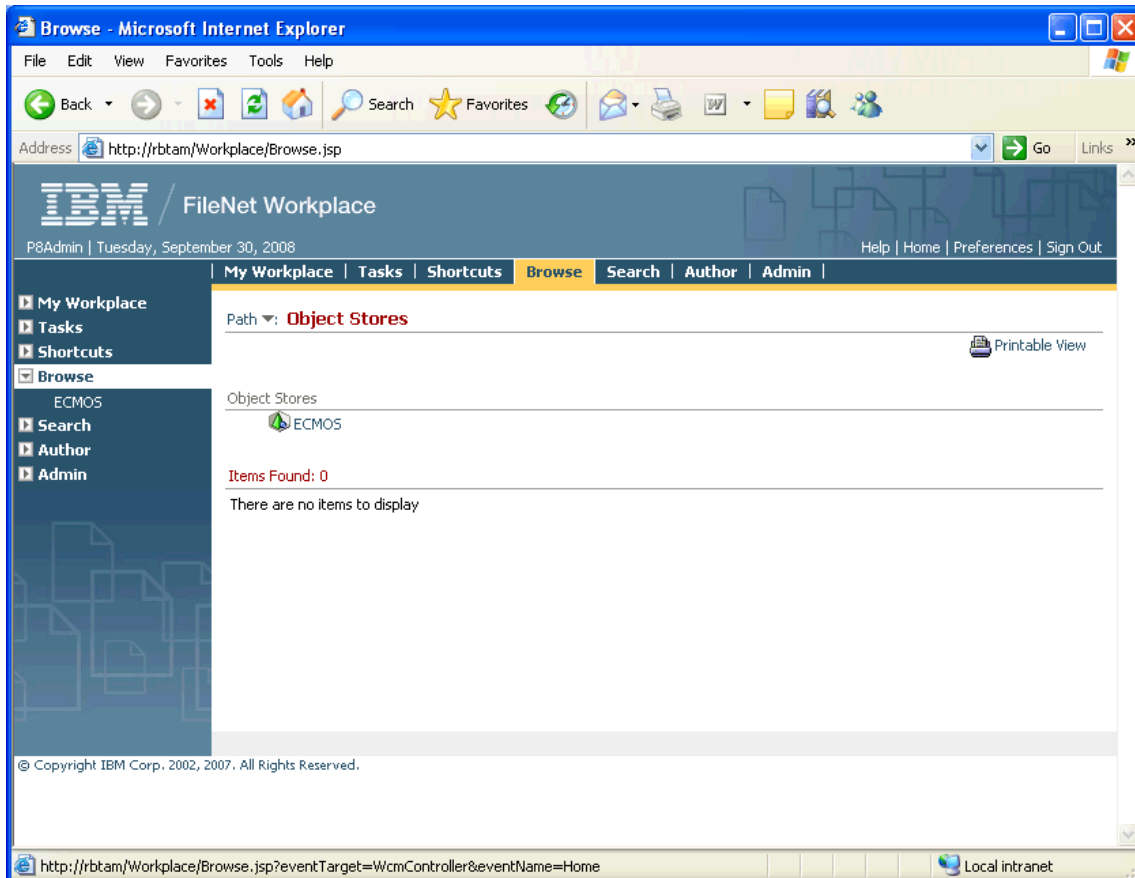 Browse - Microsoft Internet Explorer
File Edit View Favorites Tools Help
Back Search Favorites
Address http://rbtam/Workplace/Browse.jsp Go Links »
IBM / FileNet Workplace
P8Admin | Tuesday, September 30, 2008 Help | Home | Preferences | Sign Out
| My Workplace | Tasks | Shortcuts Browse Search | Author | Admin |
My Workplace
Tasks
Shortcuts
Browse
ECMOS
Search
Author
Admin
Path : Object Stores
Printable View
Object Stores
ECMOS
Items Found: 0
There are no items to display
© Copyright IBM Corp. 2002, 2007. All Rights Reserved.
http://rbtam/Workplace/Browse.jsp?eventTarget=WcmController&eventName=Home Local intranet